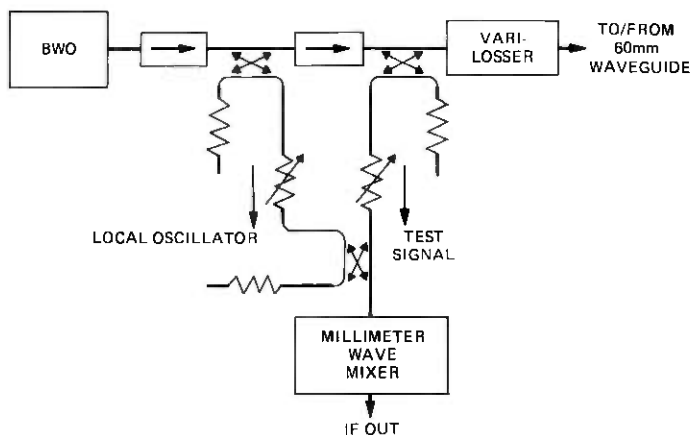 BWO
VARI-
LOSSER
TO/FROM
60mm
WAVEGUIDE
LOCAL OSCILLATOR
TEST
SIGNAL
MILLIMETER
WAVE
MIXER
IF OUT